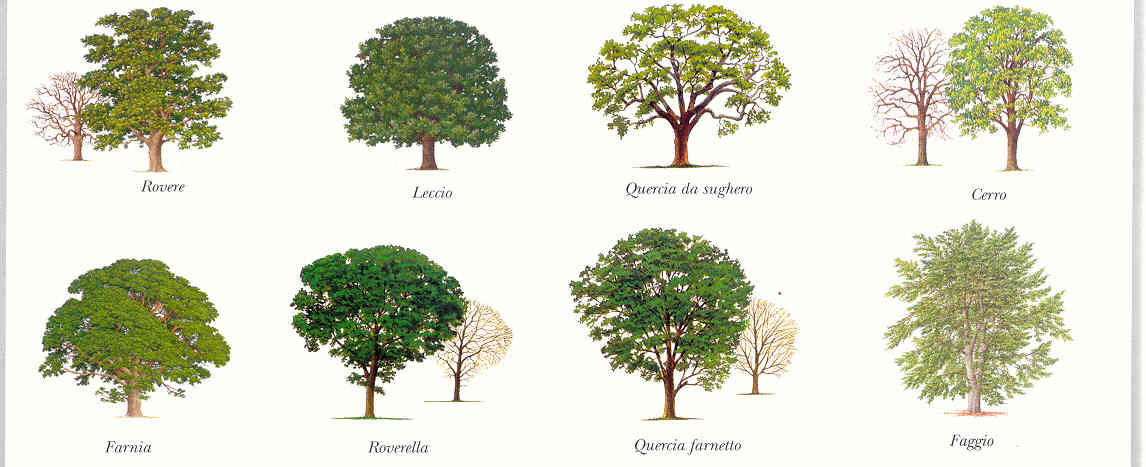 Rovere
Leccio
Quercia da sughero
Cerro
Farnia
Roverella
Quercia farnetto
Faggio